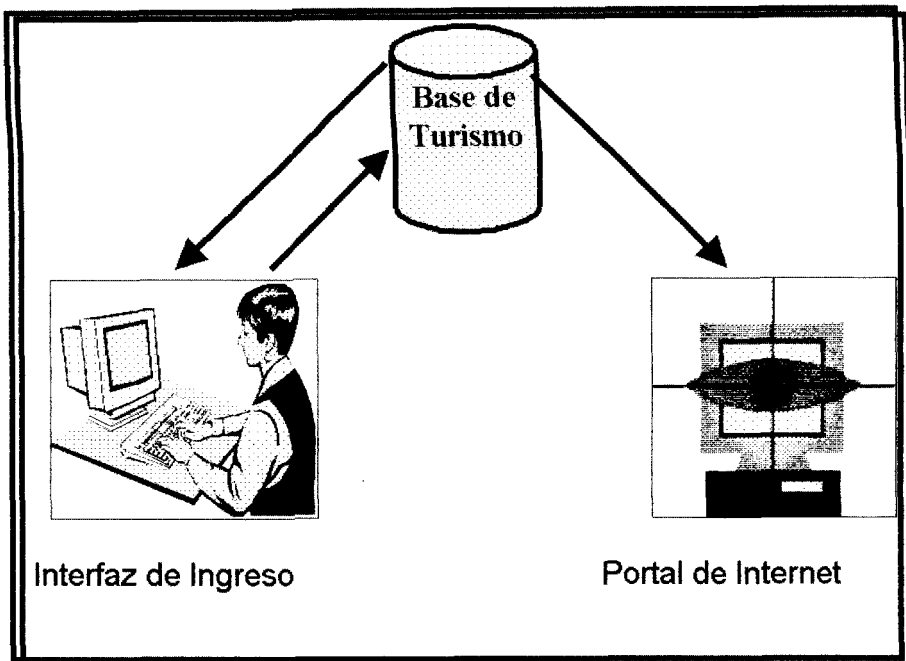 Base de
Turismo
Interfaz de Ingreso
Portal de Internet